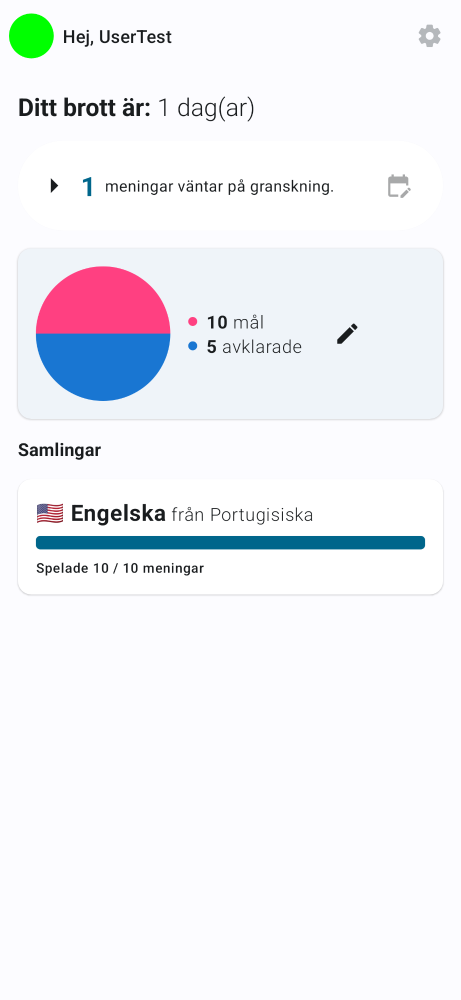 Hej, UserTest
Ditt brott är: 1 dag(ar)
1 meningar väntar på granskning.
10 mål
5 avklarade
Samlingar
Engelska från Portugisiska
Spelade 10 / 10 meningar